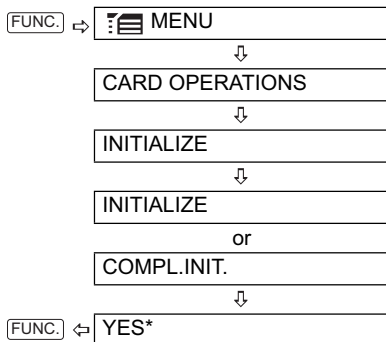 FUNC. ⇨ MENU
⇩
CARD OPERATIONS
⇩
INITIALIZE
⇩
INITIALIZE
or
COMPL.INIT.
⇩
FUNC. ⇦ YES*